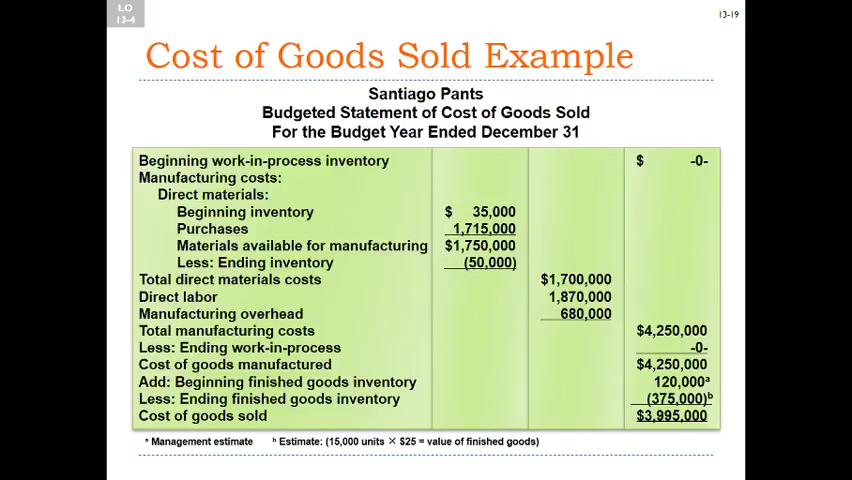 LO
13-4
13-19
Cost of Goods Sold Example
Santiago Pants
Budgeted Statement of Cost of Goods Sold
For the Budget Year Ended December 31
Beginning work-in-process inventory $ -0-
Manufacturing costs:
Direct materials:
Beginning inventory $ 35,000
Purchases 1,715,000
Materials available for manufacturing $1,750,000
Less: Ending inventory (50,000)
Total direct materials costs $1,700,000
Direct labor 1,870,000
Manufacturing overhead 680,000
Total manufacturing costs $4,250,000
Less: Ending work-in-process -0-
Cost of goods manufactured $4,250,000
Add: Beginning finished goods inventory 120,000ᵃ
Less: Ending finished goods inventory (375,000)ᵇ
Cost of goods sold $3,995,000
ᵃ Management estimate ᵇ Estimate: (15,000 units × $25 = value of finished goods)